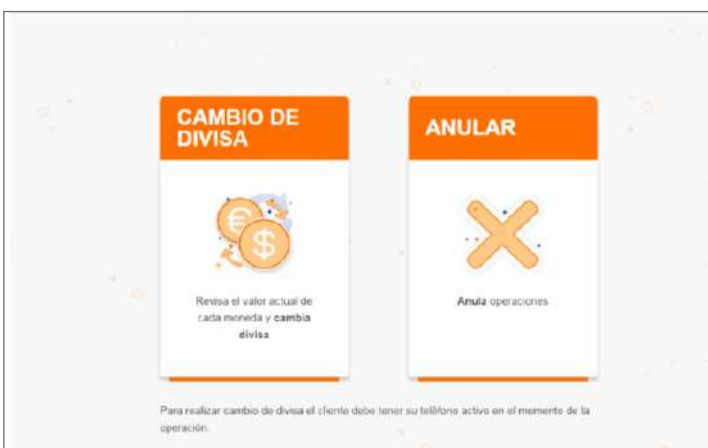 CAMBIO DE
DIVISA
Revisa el valor actual de
cada moneda y cambia
divisa
ANULAR
Anula operaciones
Para realizar cambio de divisa el cliente debe tener su teléfono activo en el momento de la
operación.